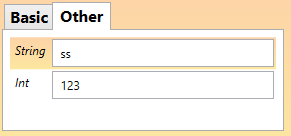 Basic Other
String ss
Int 123